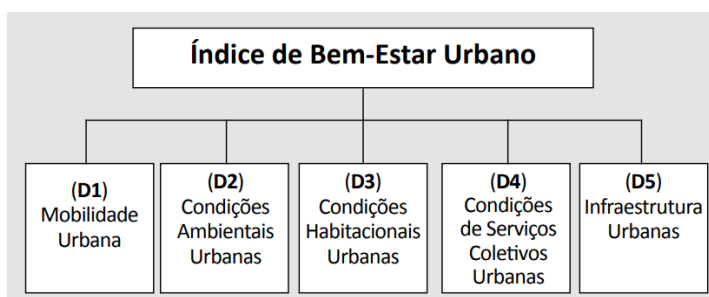 Índice de Bem-Estar Urbano
(D1)
Mobilidade
Urbana
(D2)
Condições
Ambientais
Urbanas
(D3)
Condições
Habitacionais
Urbanas
(D4)
Condições
de Serviços
Coletivos
Urbanas
(D5)
Infraestrutura
Urbanas